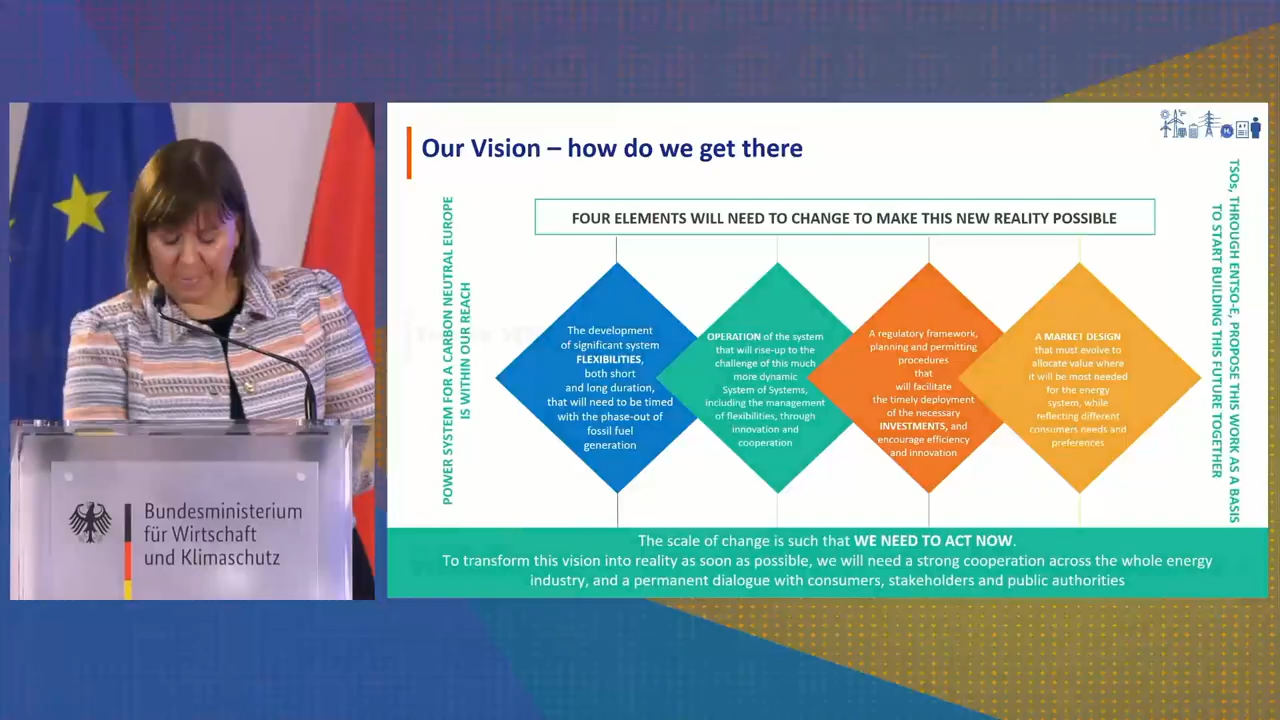 Bundesministerium
für Wirtschaft
und Klimaschutz
Our Vision – how do we get there
POWER SYSTEM FOR A CARBON NEUTRAL EUROPE
IS WITHIN OUR REACH
FOUR ELEMENTS WILL NEED TO CHANGE TO MAKE THIS NEW REALITY POSSIBLE
The development
of significant system
FLEXIBILITIES,
both short
and long duration,
that will need to be timed
with the phase-out of
fossil fuel
generation
OPERATION of the system
that will rise-up to the
challenge of this much
more dynamic
System of Systems,
including the management
of flexibilities, through
innovation and
cooperation
A regulatory framework,
planning and permitting
procedures
that
will facilitate
the timely deployment
of the necessary
INVESTMENTS, and
encourage efficiency
and innovation
A MARKET DESIGN
that must evolve to
allocate value where
it will be most needed
for the energy
system, while
reflecting different
consumers needs and
preferences
TSOs, THROUGH ENTSO-E, PROPOSE THIS WORK AS A BASIS
TO START BUILDING THIS FUTURE TOGETHER
The scale of change is such that WE NEED TO ACT NOW.
To transform this vision into reality as soon as possible, we will need a strong cooperation across the whole energy
industry, and a permanent dialogue with consumers, stakeholders and public authorities